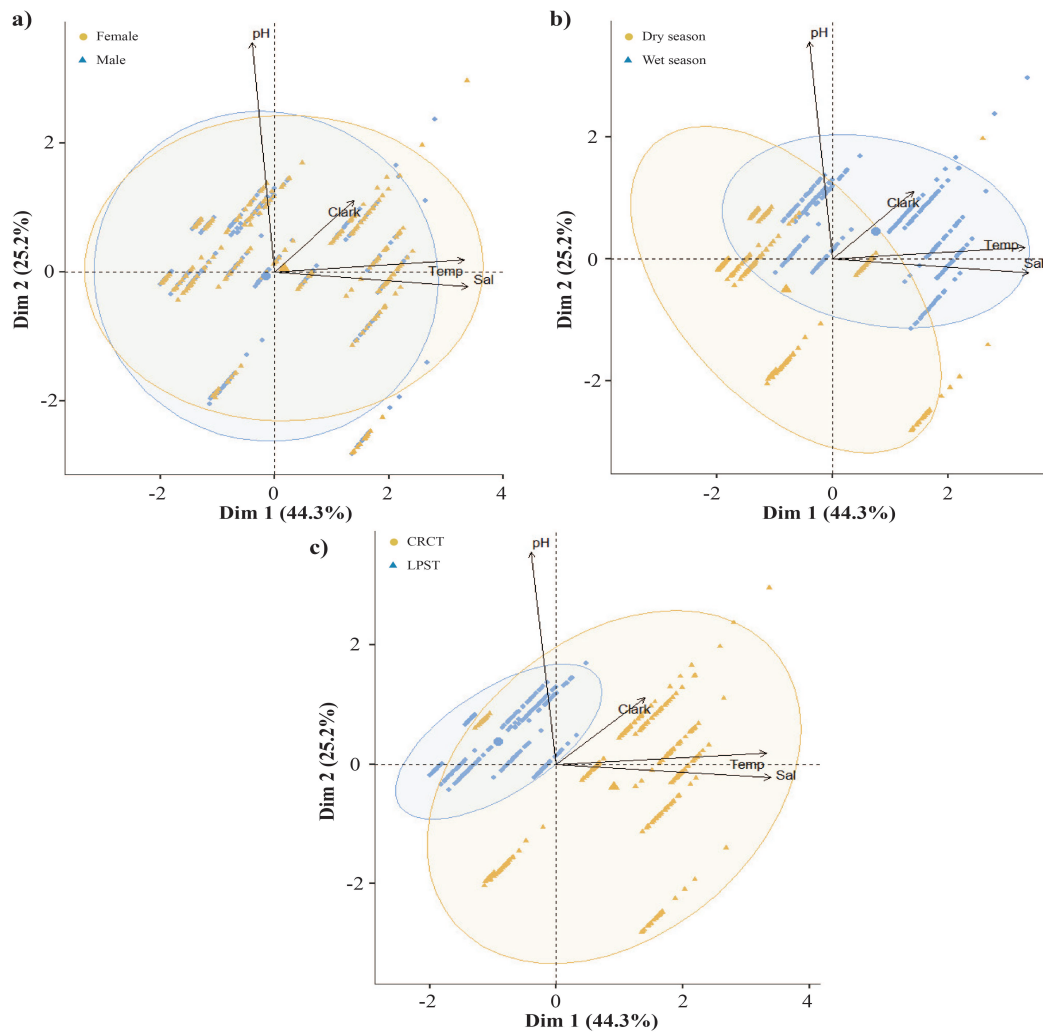 a)
Female
Male
pH
Clark
Temp
Sal
2
0
-2
-2
0
2
4
Dim 1 (44.3%)
Dim 2 (25.2%)
b)
Dry season
Wet season
pH
Clark
Temp
Sal
2
0
-2
-2
0
2
Dim 1 (44.3%)
Dim 2 (25.2%)
c)
CRCT
LPST
pH
Clark
Temp
Sal
2
0
-2
-2
0
2
4
Dim 1 (44.3%)
Dim 2 (25.2%)